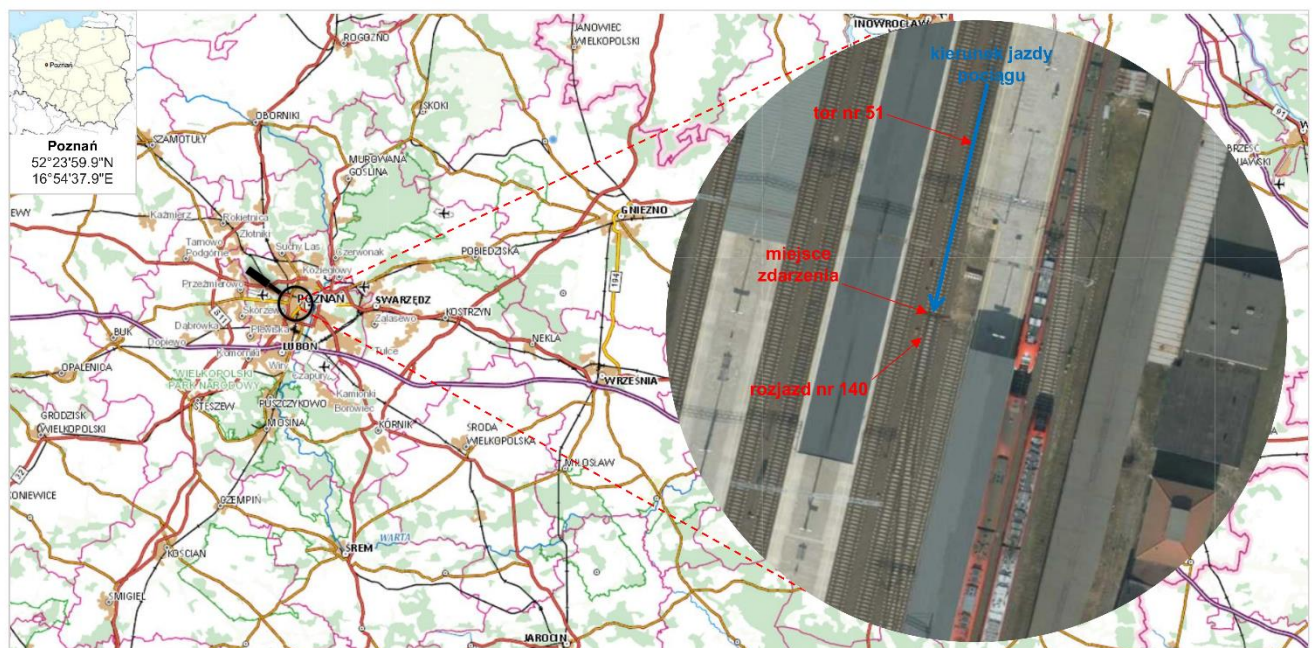 Poznań
Poznań
52°23'59.9"N
16°54'37.9"E
ROGOŹNO
JANOWIEC
WIELKOPOLSKI
INOWROCŁAW
kierunek jazdy
pociągu
tor nr 51
miejsce
zdarzenia
rozjazd nr 140
SKOKI
OBORNIKI
SZAMOTUŁY
MUROWANA
GOŚLINA
91
BRZEŚĆ
GNIEZNO
194
Kaźmierz
Rokietnica
Złotniki
Suchy Las
Czerwonak
Koziegłowy
Tarnowo
Podgórne
POBIEDZISKA
Przeźmierowo
POZNAŃ
SWARZĘDZ
Skórzewo
Zalasewo
KOSTRZYN
Dąbrówka
Plewiska
BUK
Dopiewo
Komorniki
LUBOŃ
Tulce
NEKLA
OPALENICA
Wiry
Czapury
WIELKOPOLSKI
PARK NARODOWY
Kamionki
Borówiec
WRZEŚNIA
STĘSZEW
PUSZCZYKOWO
MOSINA
KÓRNIK
GRODZISK
WIELKOPOLSKI
ŚRODA
WIELKOPOLSKA
MIŁOSŁAW
32
CZEMPIŃ
WARTA
ŚREM
KOŚCIAN
ŚMIGIEL
JAROCIN